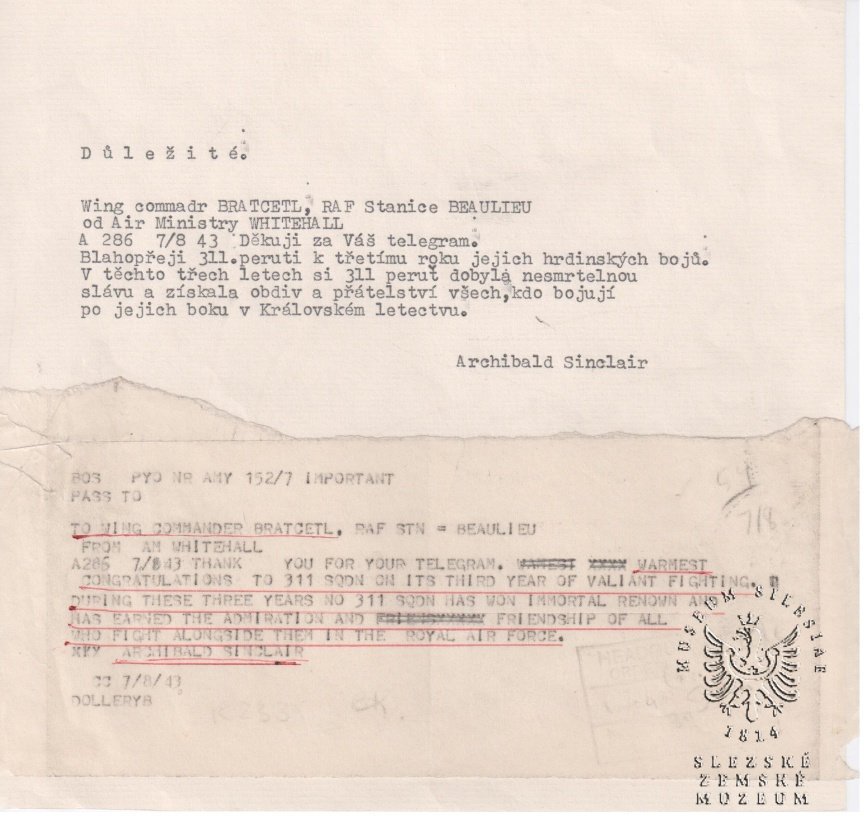 D ů l e ž i t é.
Wing commadr BRATCETL, RAF Stanice BEAULIEU
od Air Ministry WHITEHALL
A 286 7/8 43 Děkuji za Váš telegram.
Blahopřeji 311.peruti k třetímu roku jejich hrdinských bojů.
V těchto třech letech si 311 peruť dobylá nesmrtelnou
slávu a získala obdiv a přátelství všech,kdo bojují
po jejich boku v Královském letectvu.
Archibald Sinclair
BOS PYO NR AMY 152/7 IMPORTANT
PASS TO
7/8
TO WING COMMANDER BRATCETL, RAF STN = BEAULIEU
FROM AM WHITEHALL
A286 7/843 THANK YOU FOR YOUR TELEGRAM. WARMEST
CONGRATULATIONS TO 311 SQDN ON ITS THIRD YEAR OF VALIANT FIGHTING.
DURING THESE THREE YEARS NO 311 SQDN HAS WON IMMORTAL RENOWN AND
HAS EARNED THE ADMIRATION AND FRIENDSHIP OF ALL
WHO FIGHT ALONGSIDE THEM IN THE ROYAL AIR FORCE.
ARCHIBALD SINCLAIR
CC 7/8/43
DOLLERYB
MUSEUM SILESIAE
1814
SLEZSKÉ
ZEMSKÉ
MUZEUM